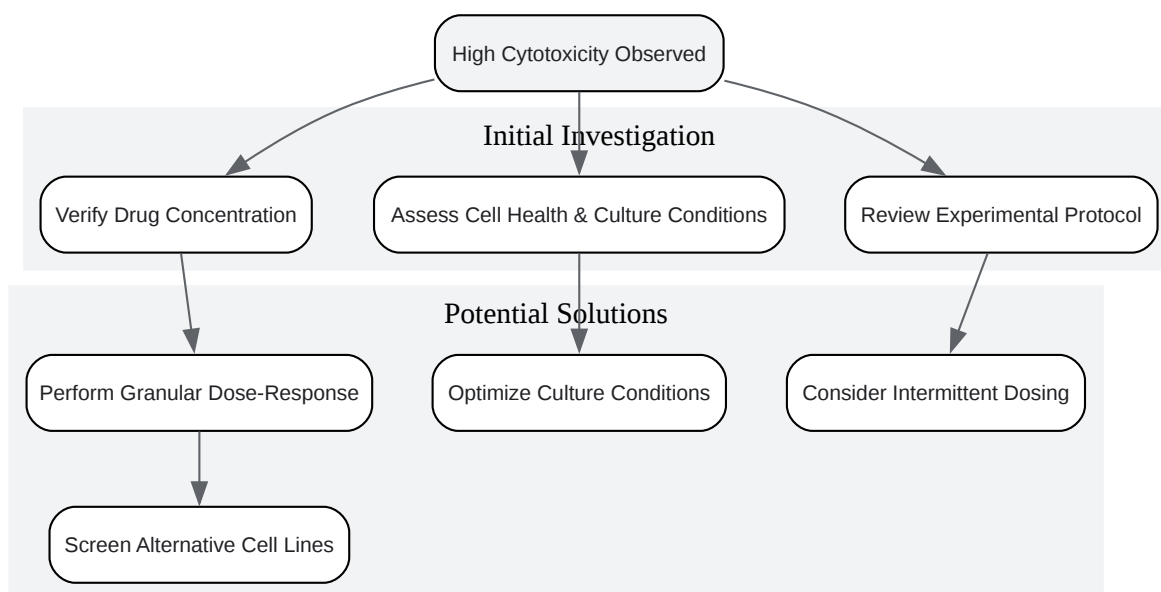 High Cytotoxicity Observed
Initial Investigation
Verify Drug Concentration
Assess Cell Health & Culture Conditions
Review Experimental Protocol
Potential Solutions
Perform Granular Dose-Response
Optimize Culture Conditions
Consider Intermittent Dosing
Screen Alternative Cell Lines